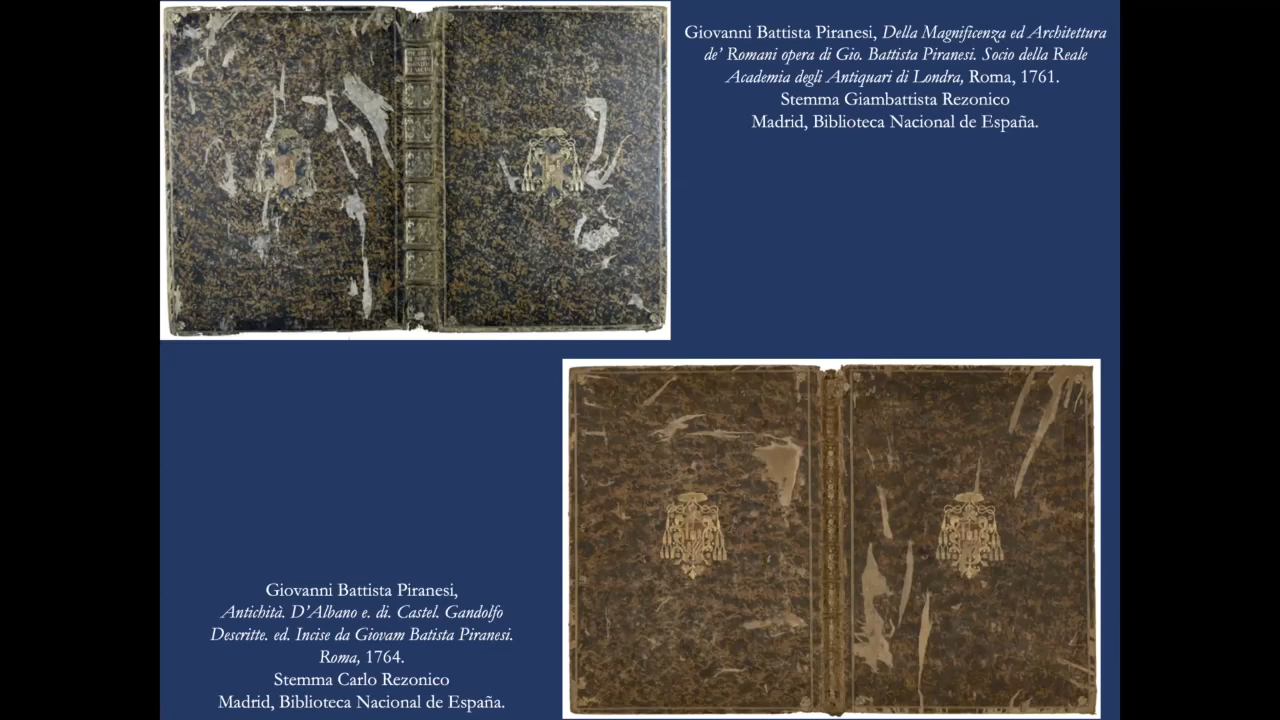 Giovanni Battista Piranesi, Della Magnificenza ed Architettura
de' Romani opera di Gio. Battista Piranesi. Socio della Reale
Academia degli Antiquari di Londra, Roma, 1761.
Stemma Giambattista Rezonico
Madrid, Biblioteca Nacional de España.
Giovanni Battista Piranesi,
Antichità. D'Albano e. di. Castel. Gandolfo
Descritte. ed. Incise da Giovam Batista Piranesi.
Roma, 1764.
Stemma Carlo Rezonico
Madrid, Biblioteca Nacional de España.